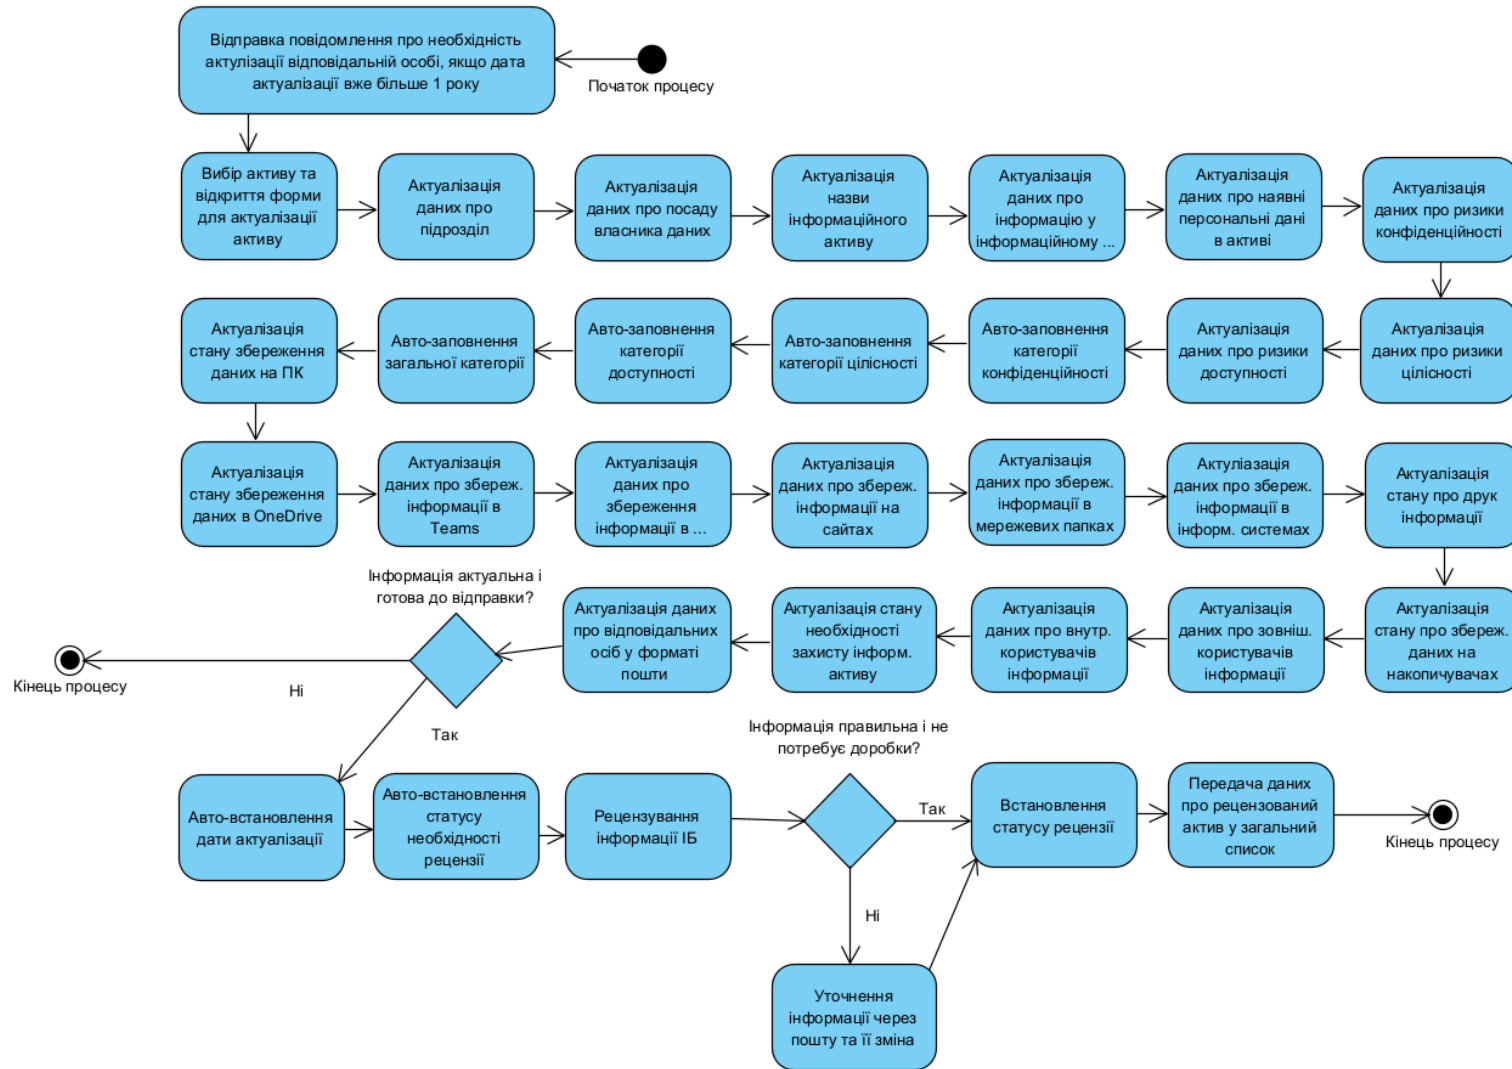 Відправка повідомлення про необхідність
актулізації відповідальній особі, якщо дата
актуалізації вже більше 1 року
Початок процесу
Вибір активу та
відкриття форми
для актуалізації
активу
Актуалізація
даних про
підрозділ
Актуалізація
даних про посаду
власника даних
Актуалізація
назви
інформаційного
активу
Актуалізація
даних про
інформацію у
інформаційному ...
Актуалізація
даних про наявні
персональні дані
в активі
Актуалізація
даних про ризики
конфіденційності
Актуалізація
стану збереження
даних на ПК
Авто-заповнення
загальної категорії
Авто-заповнення
категорії
доступності
Авто-заповнення
категорії цілісності
Авто-заповнення
категорії
конфіденційності
Актуалізація
даних про ризики
доступності
Актуалізація
даних про ризики
цілісності
Актуалізація
стану збереження
даних в OneDrive
Актуалізація
даних про збереж.
інформації в
Teams
Актуалізація
даних про
збереження
інформації в ...
Актуалізація
даних про збереж.
інформації на
сайтах
Актуалізація
даних про збереж.
інформації в
мережевих папках
Актуліазація
даних про збереж.
інформації в
інформ. системах
Актуалізація
стану про друк
інформації
Інформація актуальна і
готова до відправки?
Кінець процесу
Ні
Так
Актуалізація даних
про відповідальних
осіб у форматі
пошти
Актуалізація стану
необхідності
захисту інформ.
активу
Актуалізація
даних про внутр.
користувачів
інформації
Актуалізація
даних про зовніш.
користувачів
інформації
Актуалізація
стану про збереж.
даних на
накопичувачах
Інформація правильна і не
потребує доробки?
Авто-встановлення
дати актуалізації
Авто-встановлення
статусу
необхідності
рецензії
Рецензування
інформації ІБ
Так
Встановлення
статусу рецензії
Передача даних
про рецензований
актив у загальний
список
Кінець процесу
Ні
Уточнення
інформації через
пошту та її зміна